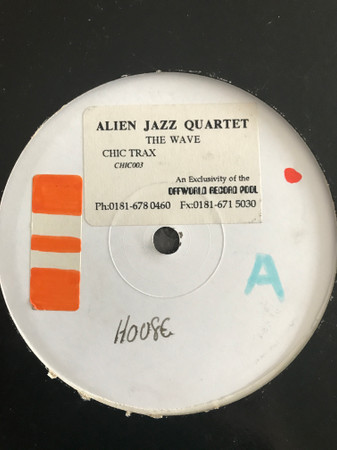 ALIEN JAZZ QUARTET
THE WAVE
CHIC TRAX
CHIC003
An Exclusivity of the
OFFWORLD RECORD POOL
Ph:0181-678 0460 Fx:0181-671 5030
A
HOUSE